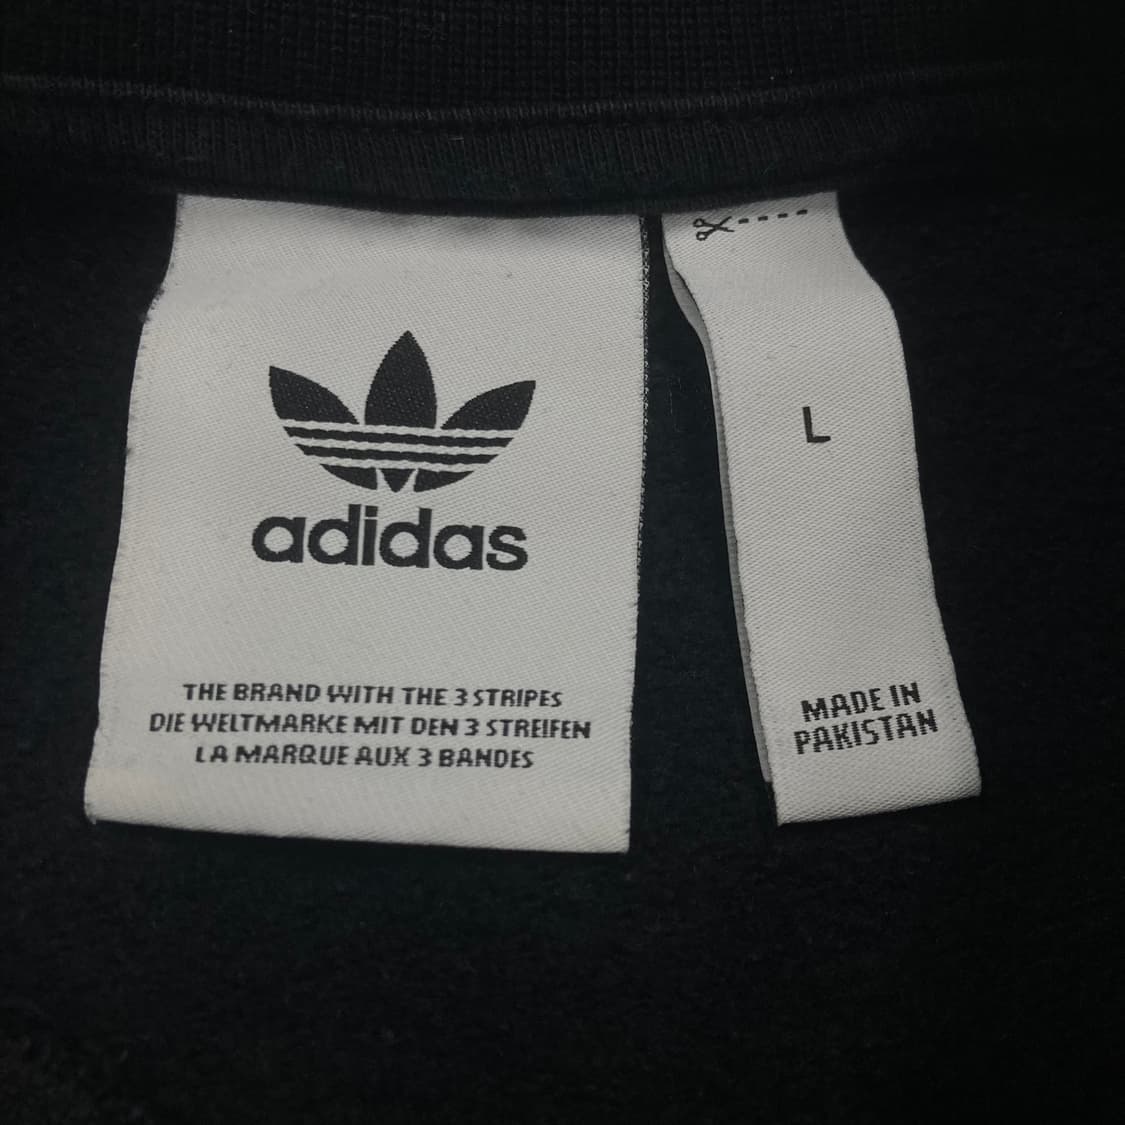 adidas
THE BRAND WITH THE 3 STRIPES
DIE WELTMARKE MIT DEN 3 STREIFEN
LA MARQUE AUX 3 BANDES
L
MADE IN
PAKISTAN